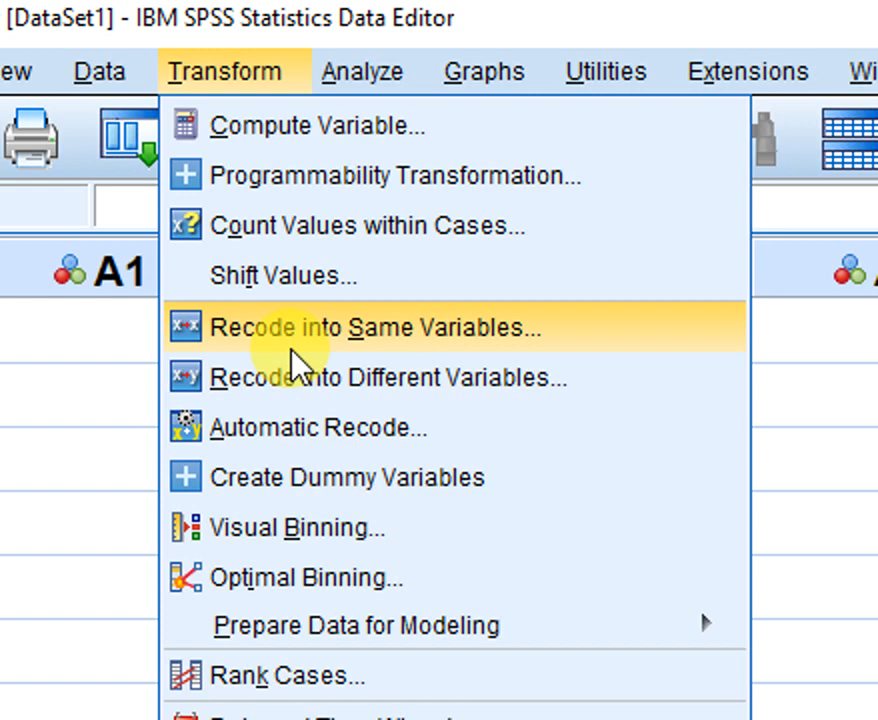 [DataSet1] - IBM SPSS Statistics Data Editor
ew Data Transform Analyze Graphs Utilities Extensions Wi
Compute Variable...
Programmability Transformation...
Count Values within Cases...
Shift Values...
A1
Recode into Same Variables...
Recode into Different Variables...
Automatic Recode...
Create Dummy Variables
Visual Binning...
Optimal Binning...
Prepare Data for Modeling
Rank Cases...